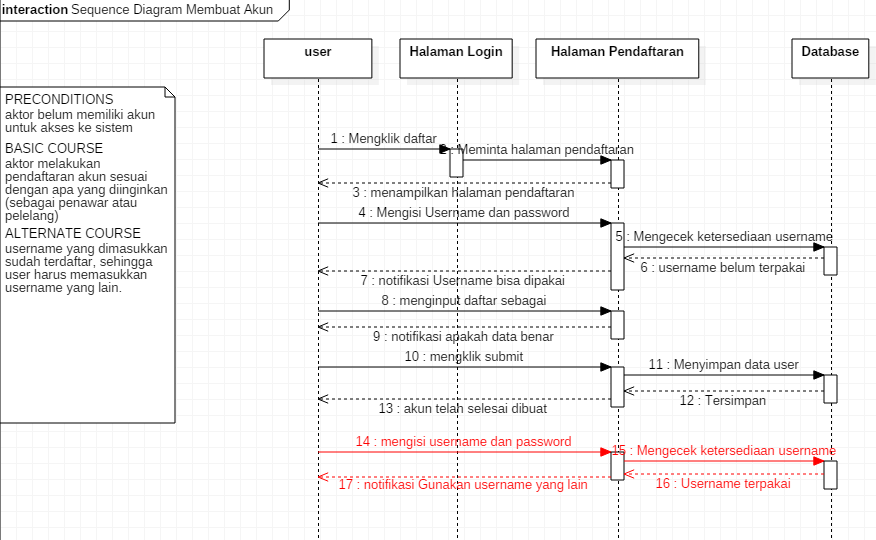 interaction Sequence Diagram Membuat Akun
user
Halaman Login
Halaman Pendaftaran
Database
PRECONDITIONS
aktor belum memiliki akun
untuk akses ke sistem
BASIC COURSE
aktor melakukan
pendaftaran akun sesuai
dengan apa yang diinginkan
(sebagai penawar atau
pelelang)
ALTERNATE COURSE
username yang dimasukkan
sudah terdaftar, sehingga
user harus memasukkan
username yang lain.
1 : Mengklik daftar
2 : Meminta halaman pendaftaran
3 : menampilkan halaman pendaftaran
4 : Mengisi Username dan password
5 : Mengecek ketersediaan username
6 : username belum terpakai
7 : notifikasi Username bisa dipakai
8 : menginput daftar sebagai
9 : notifikasi apakah data benar
10 : mengklik submit
11 : Menyimpan data user
12 : Tersimpan
13 : akun telah selesai dibuat
14 : mengisi username dan password
15 : Mengecek ketersediaan username
16 : Username terpakai
17 : notifikasi Gunakan username yang lain